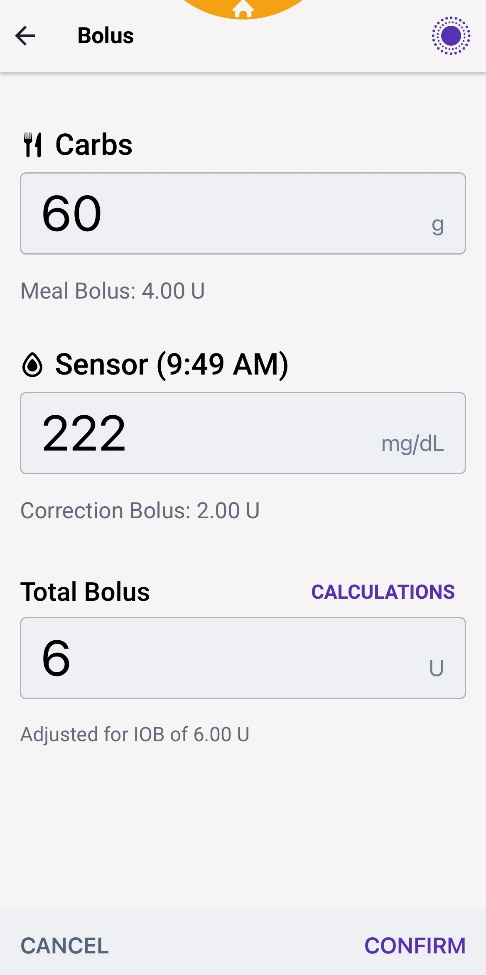 Bolus
Carbs
60 g
Meal Bolus: 4.00 U
Sensor (9:49 AM)
222 mg/dL
Correction Bolus: 2.00 U
Total Bolus CALCULATIONS
6 U
Adjusted for IOB of 6.00 U
CANCEL CONFIRM